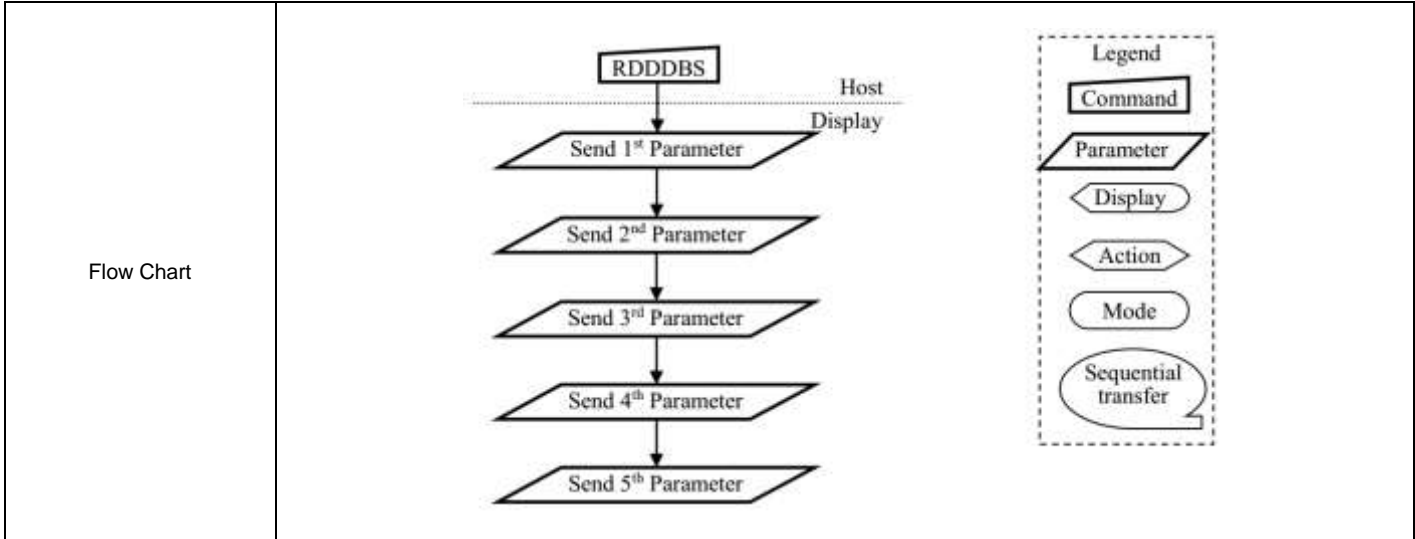 Flow Chart
RDDDBS
Host
Display
Send 1st Parameter
Send 2nd Parameter
Send 3rd Parameter
Send 4th Parameter
Send 5th Parameter
Legend
Command
Parameter
Display
Action
Mode
Sequential
transfer